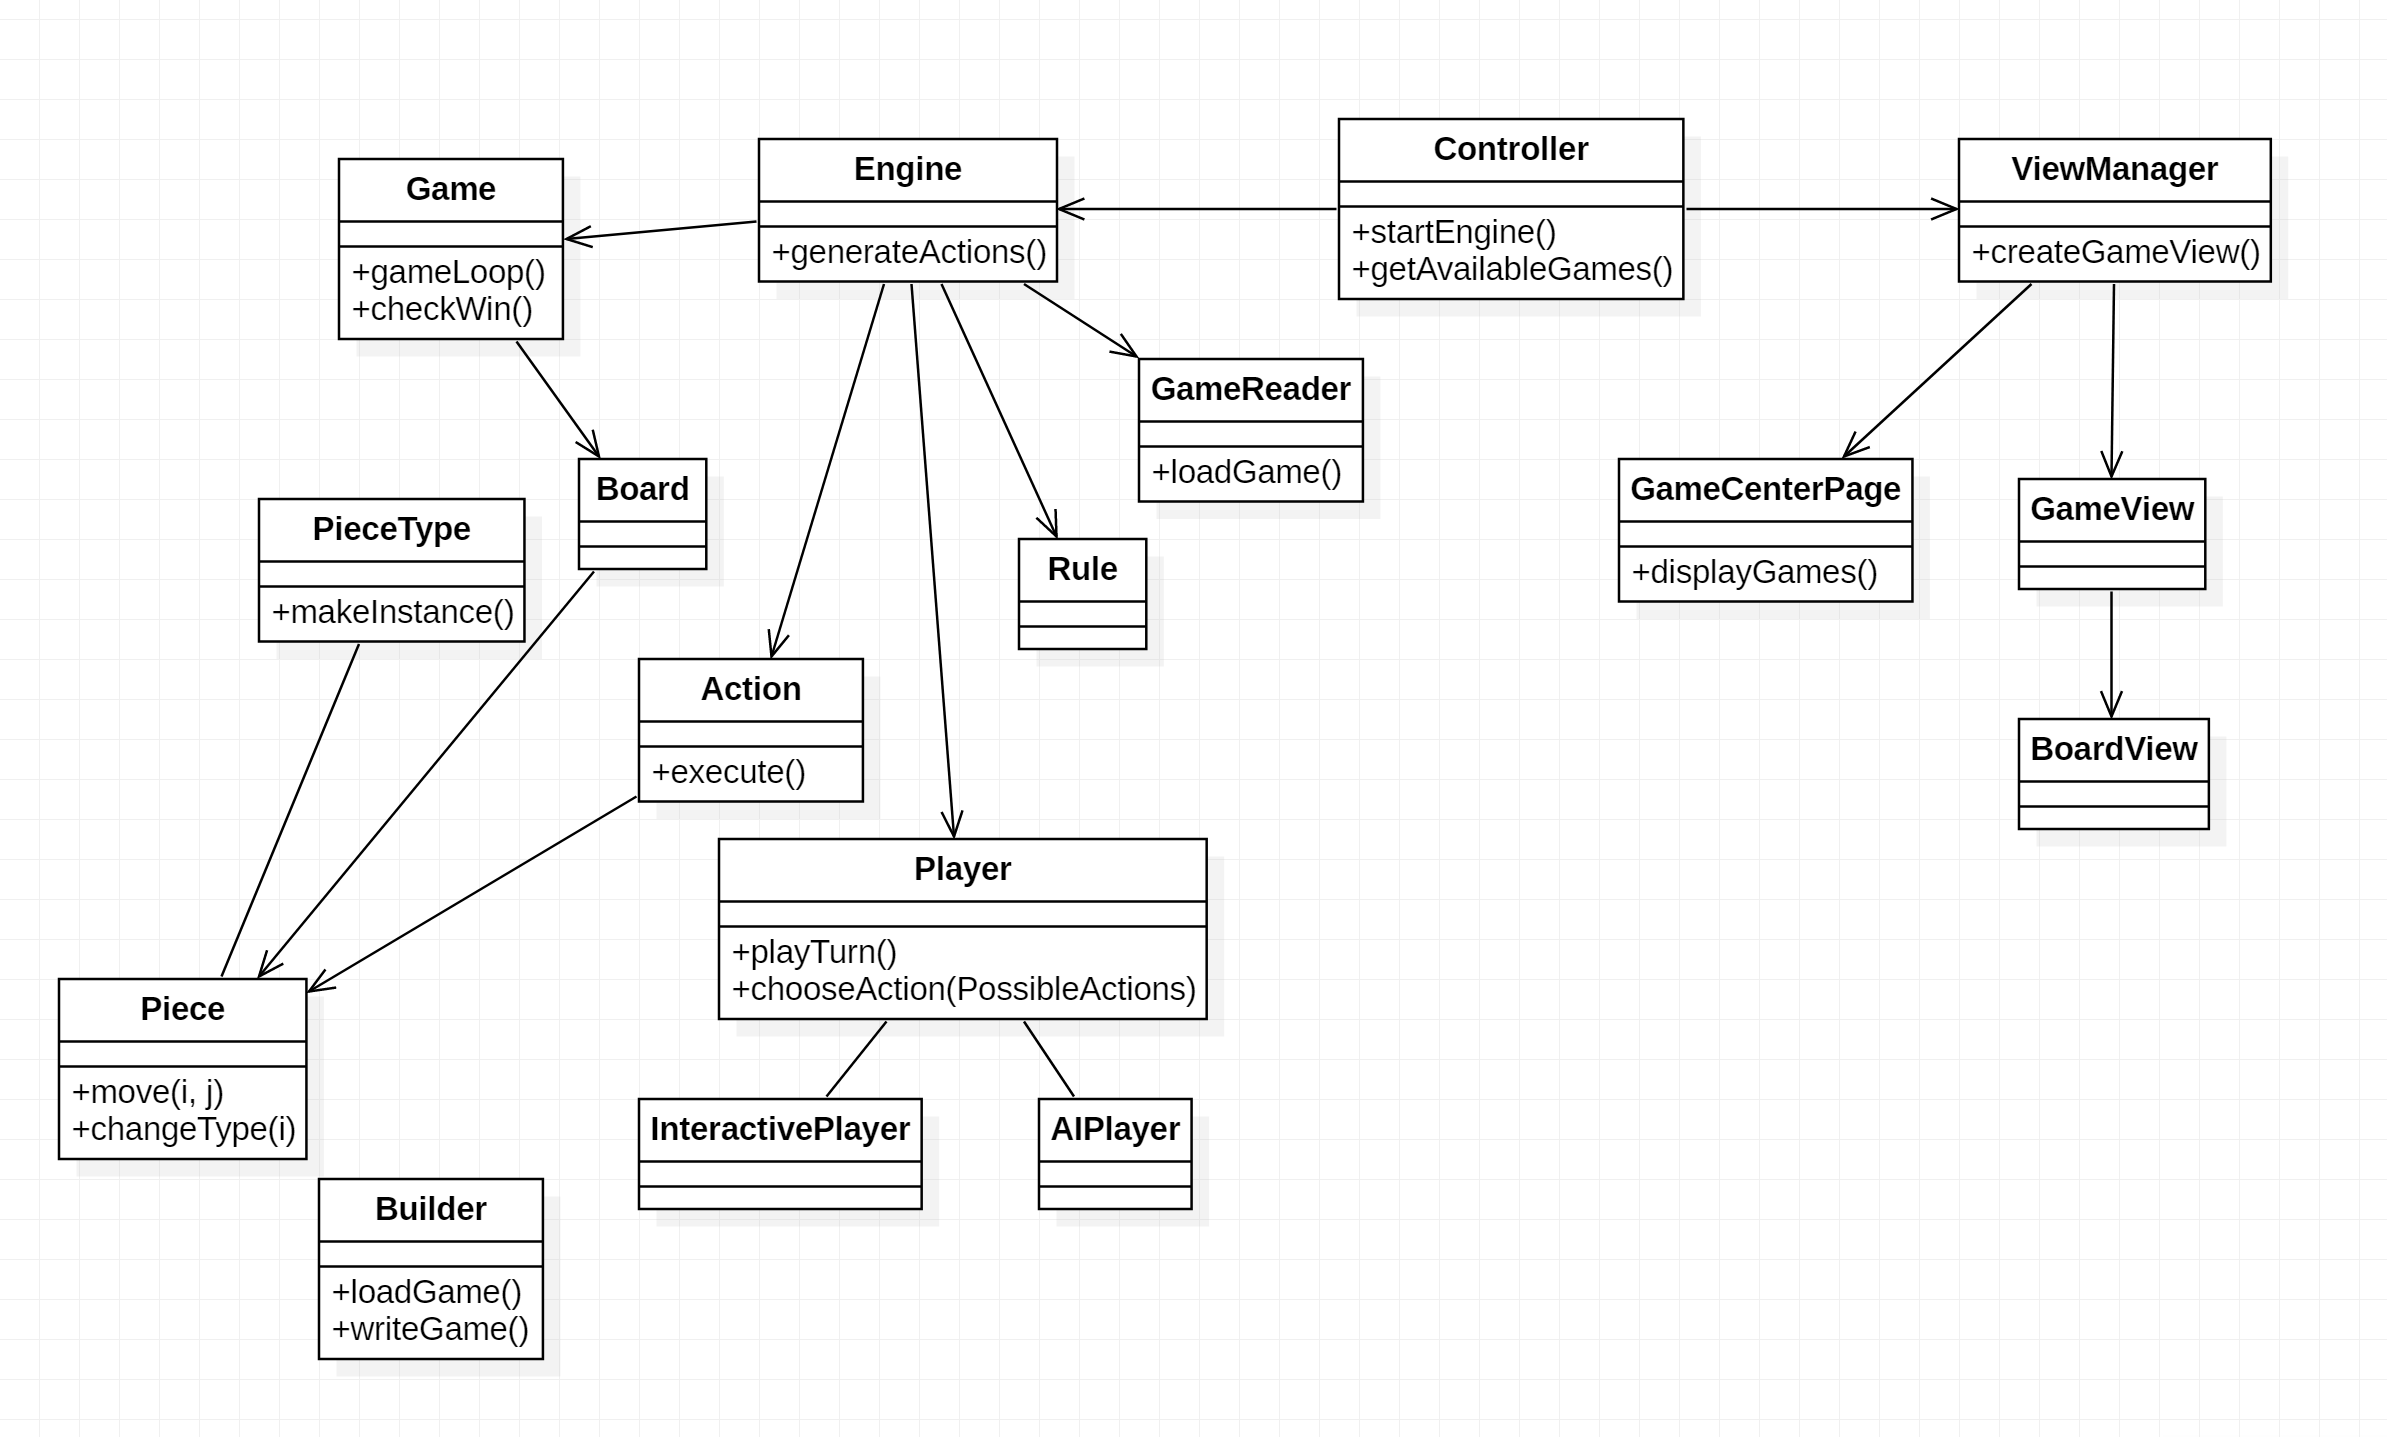 Game
+gameLoop()
+checkWin()
Engine
+generateActions()
Controller
+startEngine()
+getAvailableGames()
ViewManager
+createGameView()
GameReader
+loadGame()
Board
PieceType
+makeInstance()
Rule
GameCenterPage
+displayGames()
GameView
Action
+execute()
BoardView
Player
+playTurn()
+chooseAction(PossibleActions)
Piece
+move(i, j)
+changeType(i)
InteractivePlayer
AIPlayer
Builder
+loadGame()
+writeGame()